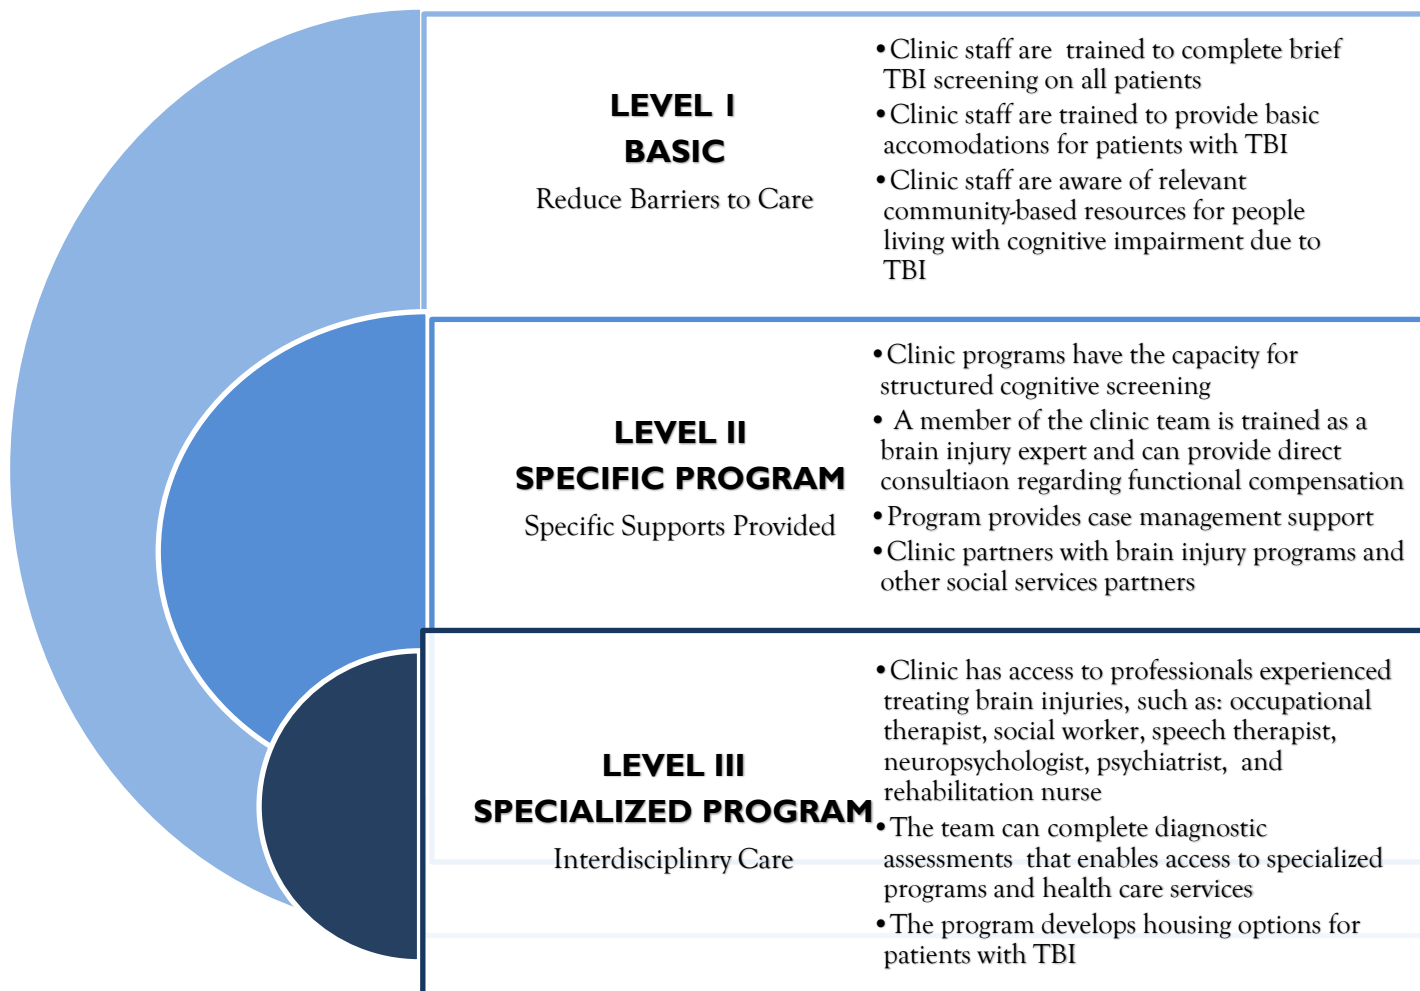 LEVEL I
BASIC
Reduce Barriers to Care
•Clinic staff are trained to complete brief
TBI screening on all patients
•Clinic staff are trained to provide basic
accomodations for patients with TBI
•Clinic staff are aware of relevant
community-based resources for people
living with cognitive impairment due to
TBI
LEVEL II
SPECIFIC PROGRAM
Specific Supports Provided
•Clinic programs have the capacity for
structured cognitive screening
• A member of the clinic team is trained as a
brain injury expert and can provide direct
consultiaon regarding functional compensation
•Program provides case management support
•Clinic partners with brain injury programs and
other social services partners
LEVEL III
SPECIALIZED PROGRAM
Interdisciplinry Care
•Clinic has access to professionals experienced
treating brain injuries, such as: occupational
therapist, social worker, speech therapist,
neuropsychologist, psychiatrist, and
rehabilitation nurse
•The team can complete diagnostic
assessments that enables access to specialized
programs and health care services
•The program develops housing options for
patients with TBI